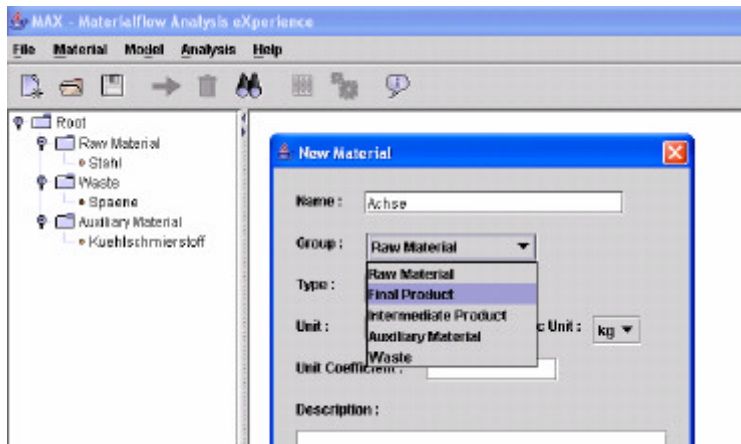 MAX - Materialflow Analysis eXperience
File Material Model Analysis Help
Root
Raw Material
Stahl
Waste
Spaene
Auxiliary Material
Kuehlschmierstoff
New Material
Name : Achse
Group : Raw Material
Raw Material
Type :
Final Product
Intermediate Product
Unit : c Unit : kg
Auxiliary Material
Waste
Unit Coefficient :
Description :